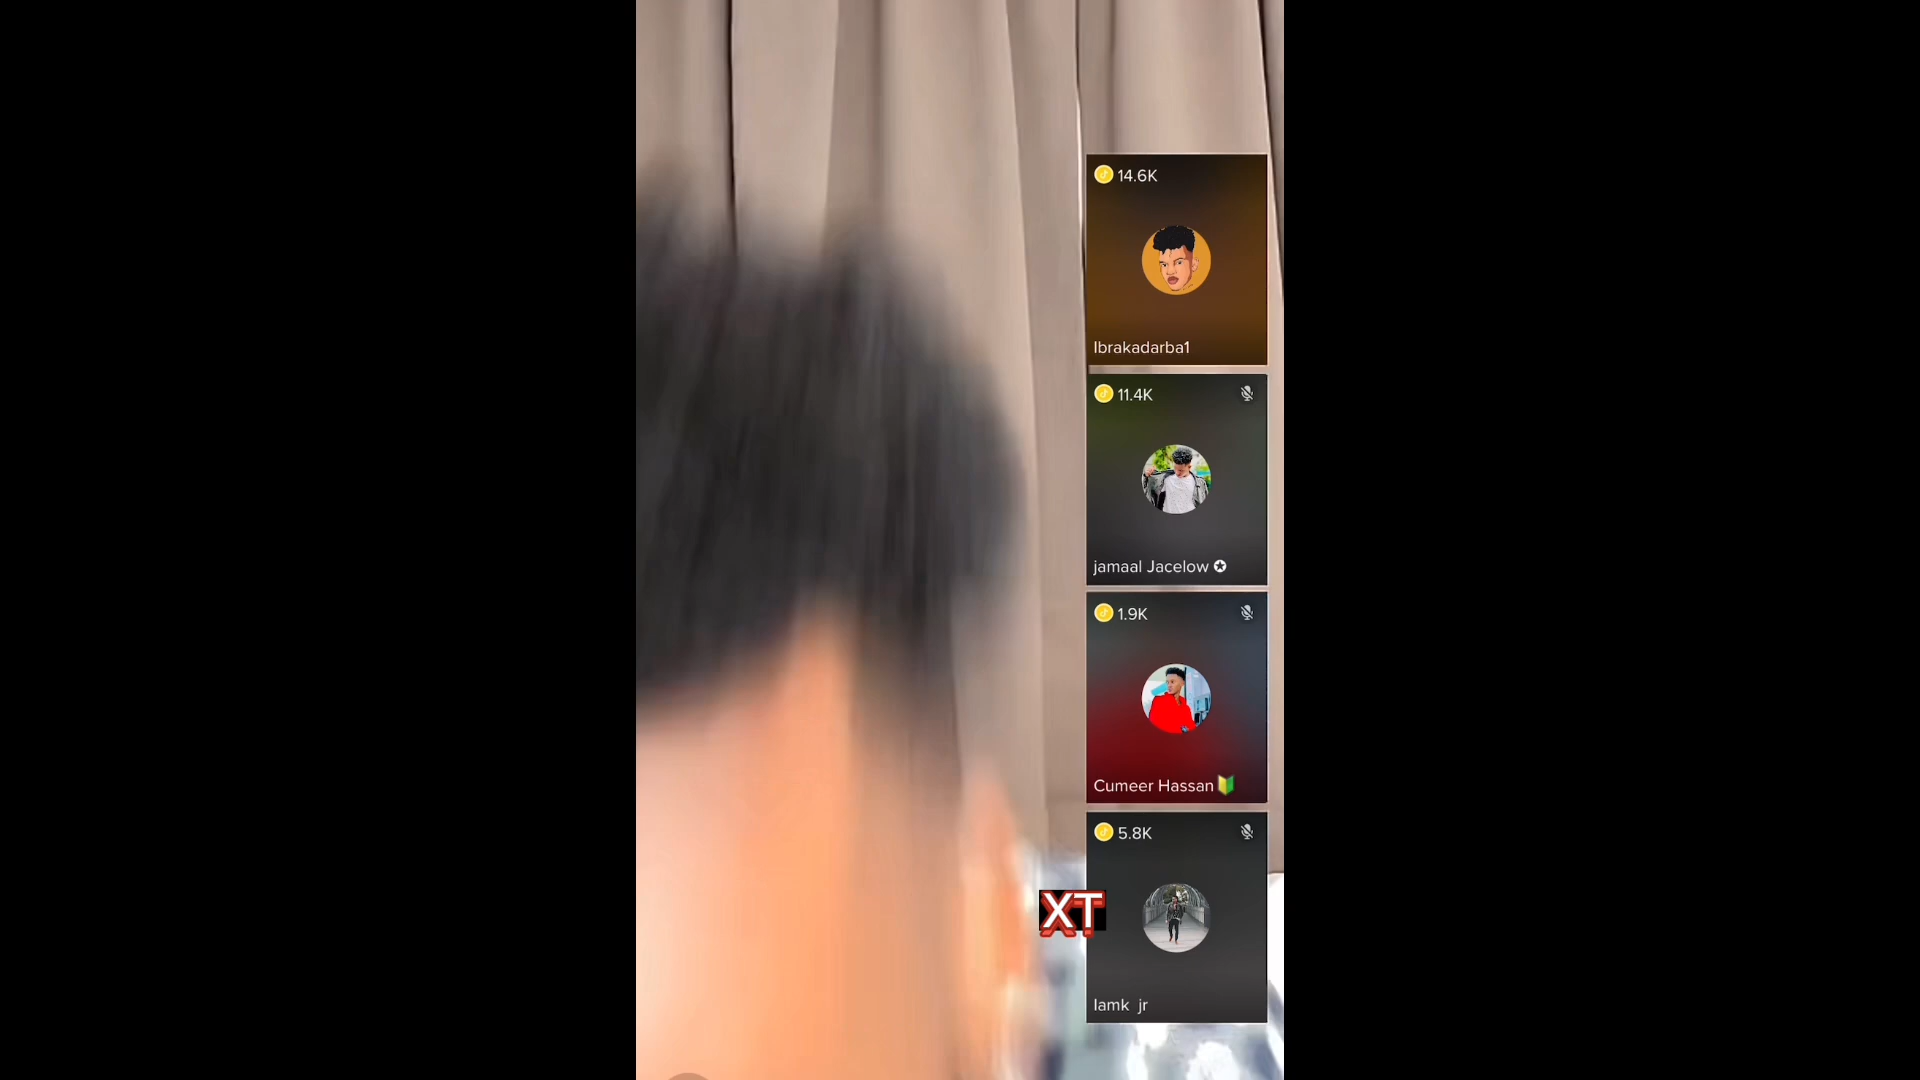 14.6K
Ibrakadarba1
11.4K
jamaal Jacelow ✪
1.9K
Cumeer Hassan🔰
5.8K
XT
Iamk jr